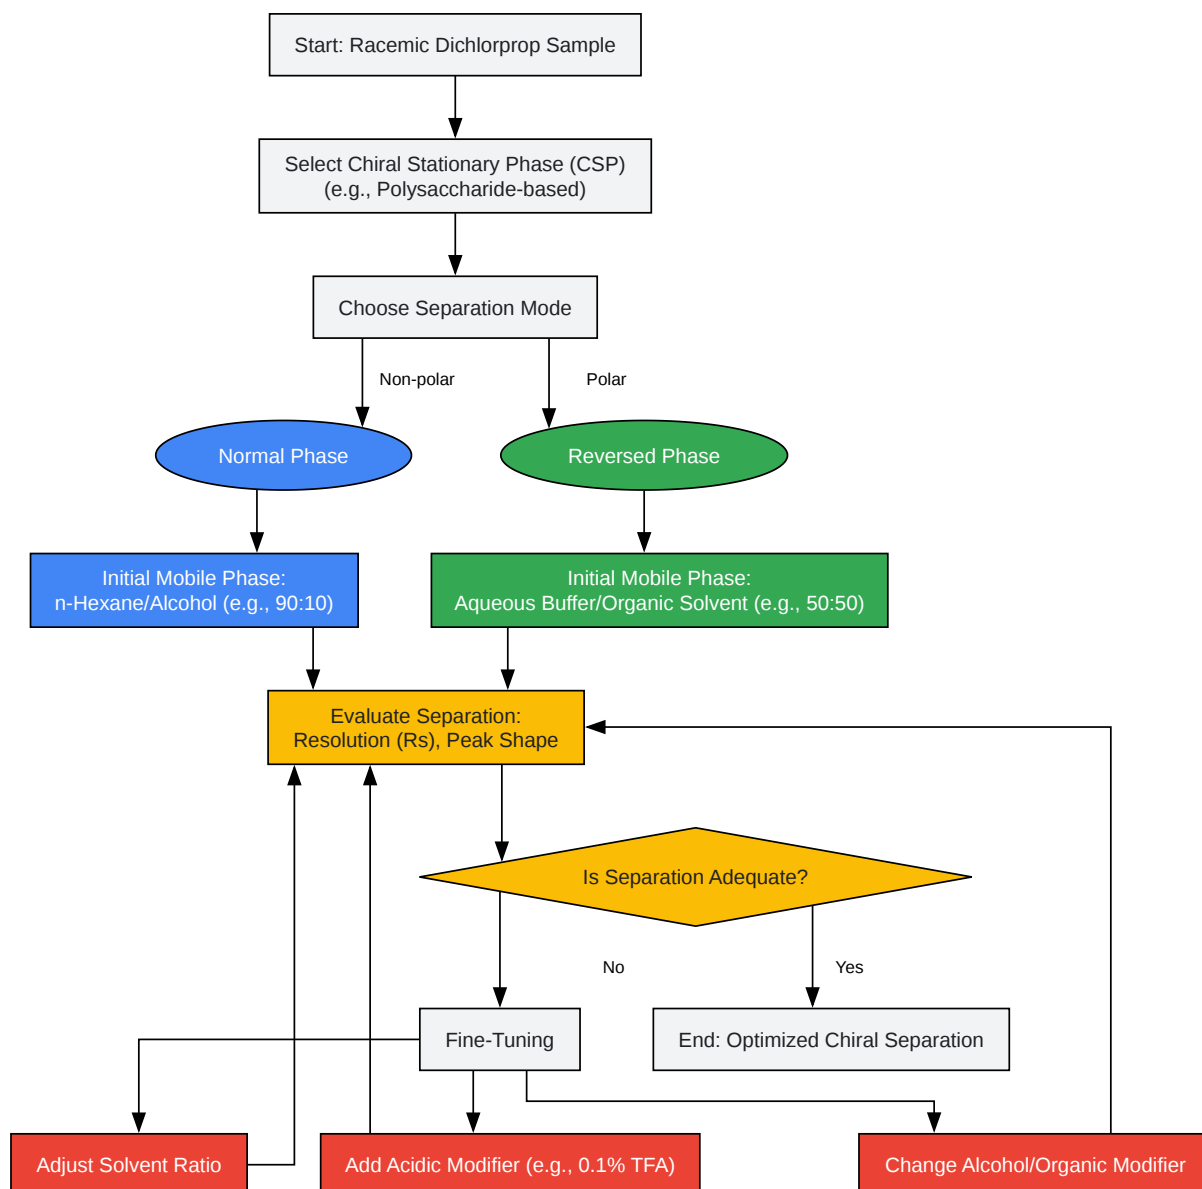 Start: Racemic Dichlorprop Sample
Select Chiral Stationary Phase (CSP)
(e.g., Polysaccharide-based)
Choose Separation Mode
Non-polar
Polar
Normal Phase
Reversed Phase
Initial Mobile Phase:
n-Hexane/Alcohol (e.g., 90:10)
Initial Mobile Phase:
Aqueous Buffer/Organic Solvent (e.g., 50:50)
Evaluate Separation:
Resolution (Rs), Peak Shape
Is Separation Adequate?
No
Yes
Fine-Tuning
End: Optimized Chiral Separation
Adjust Solvent Ratio
Add Acidic Modifier (e.g., 0.1% TFA)
Change Alcohol/Organic Modifier